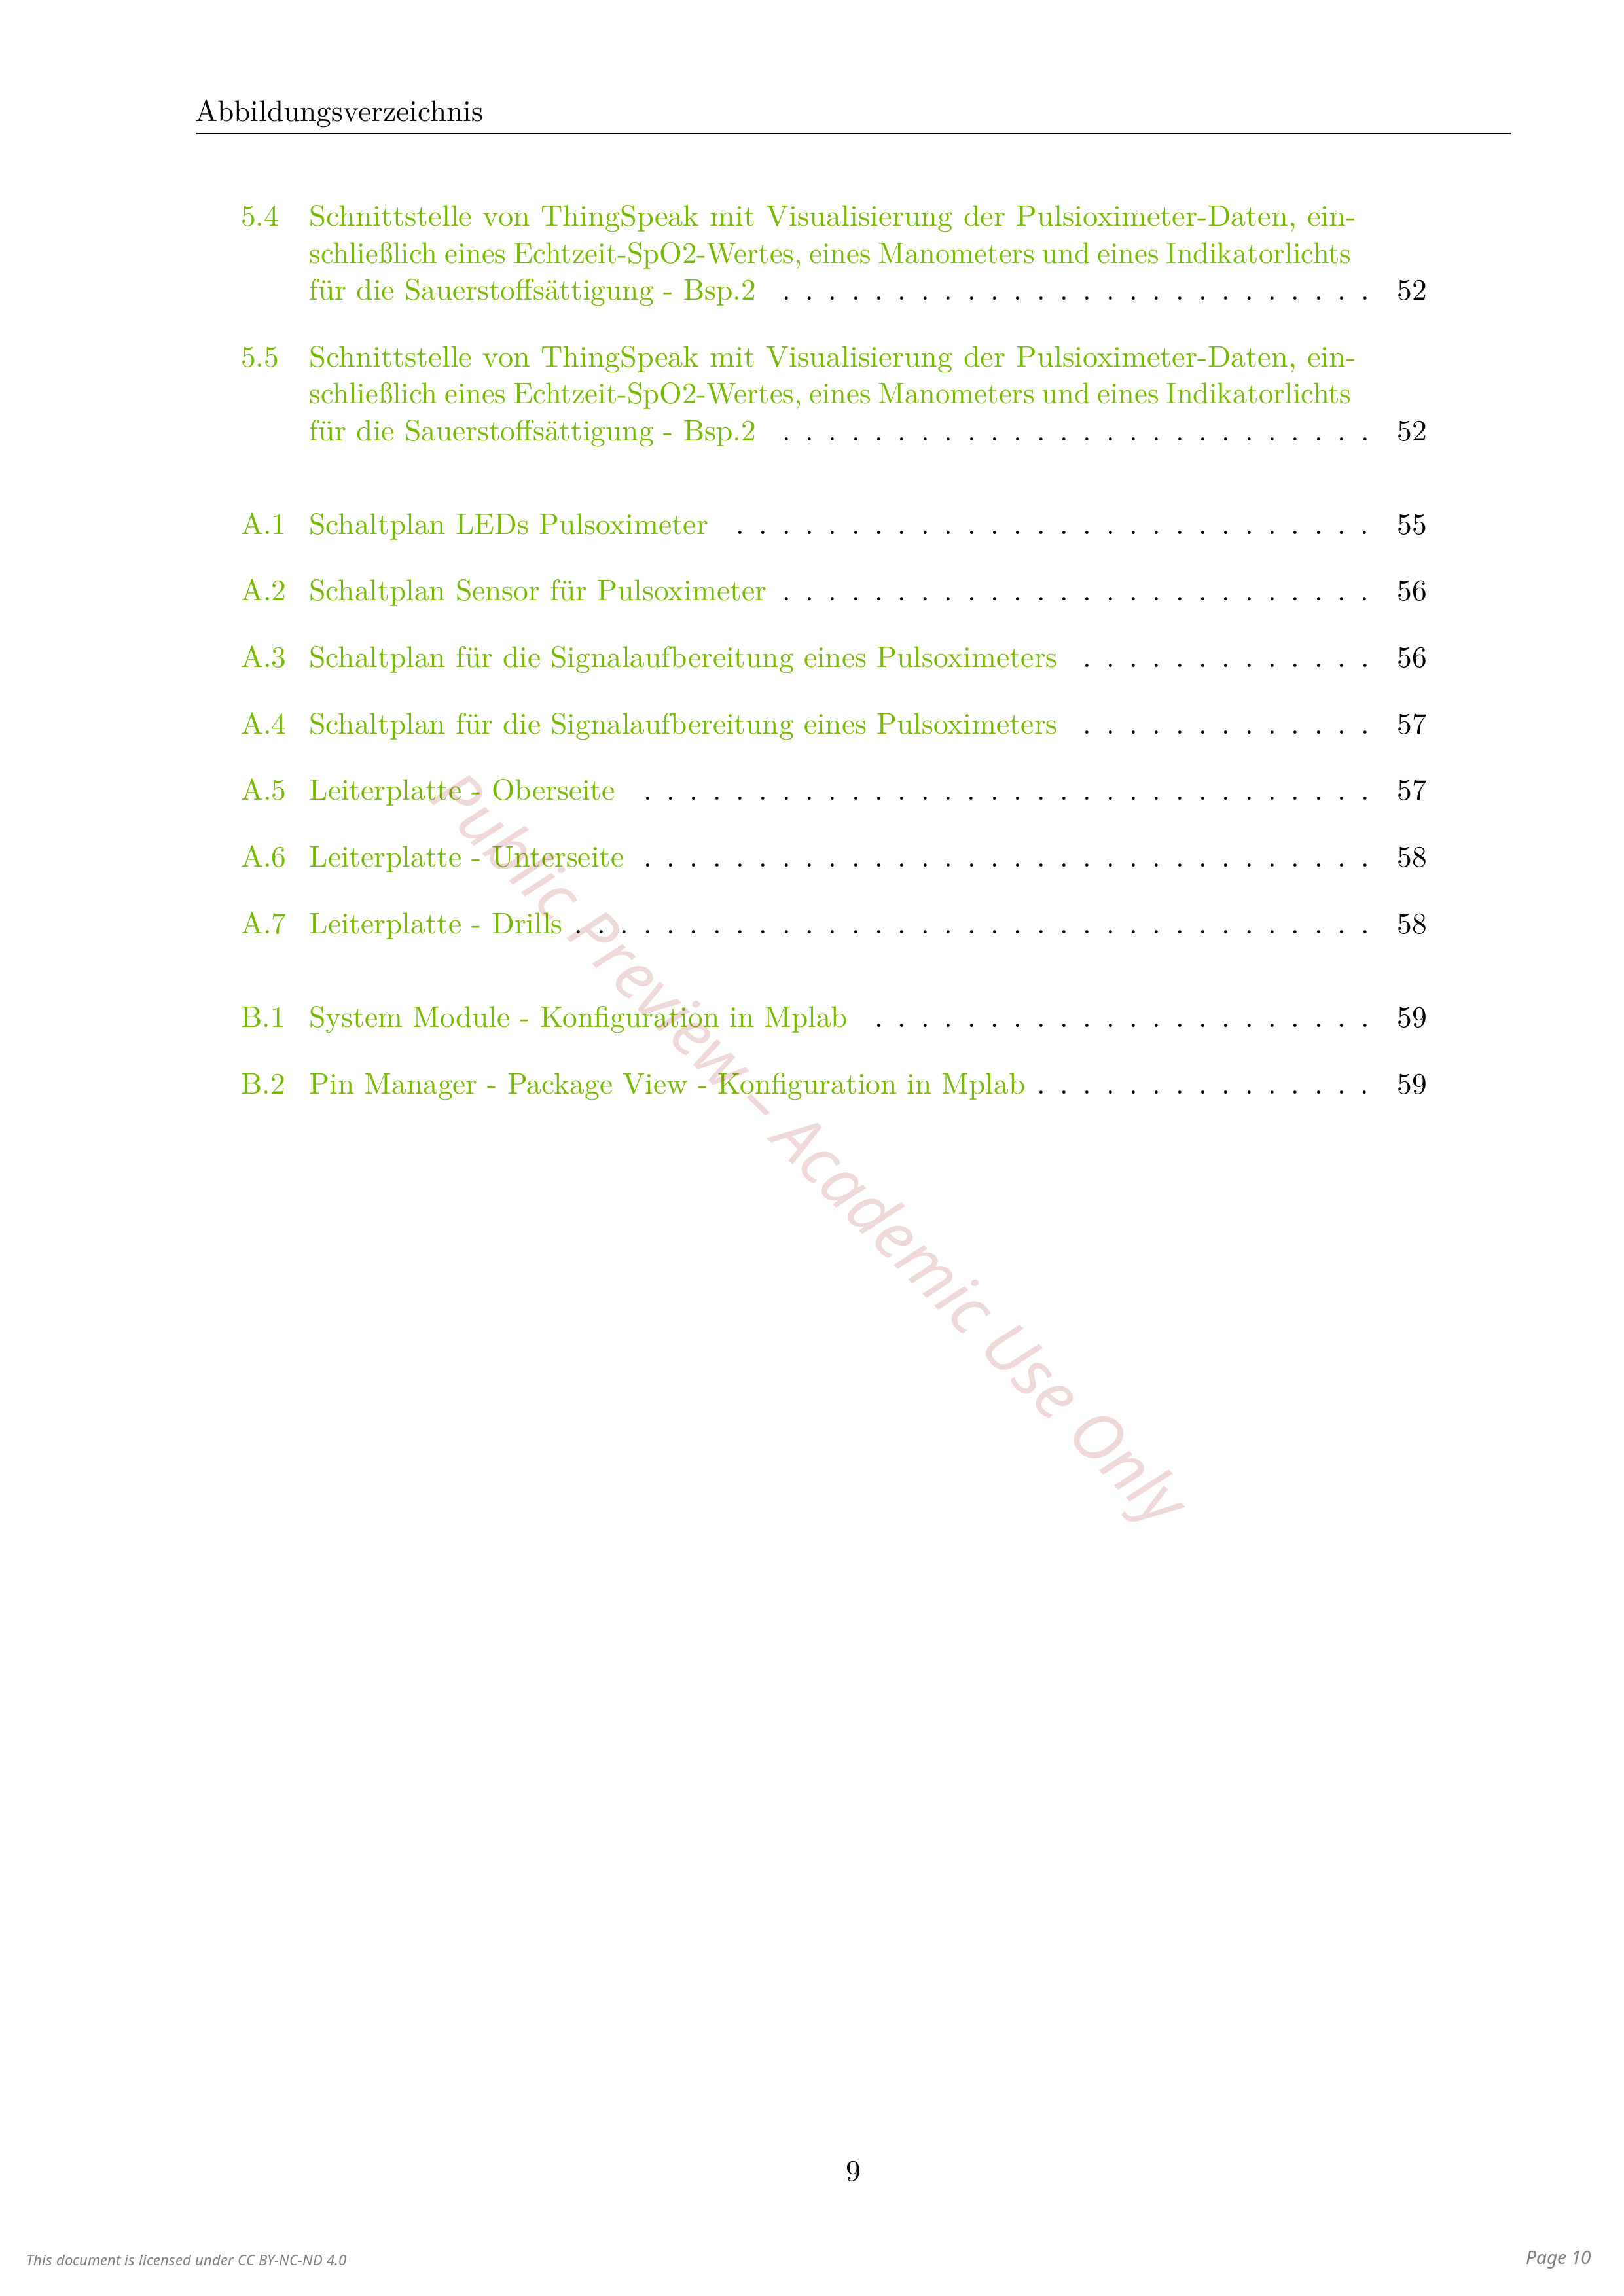 Abbildungsverzeichnis
5.4 Schnittstelle von ThingSpeak mit Visualisierung der Pulsioximeter-Daten, ein-
schließlich eines Echtzeit-SpO2-Wertes, eines Manometers und eines Indikatorlichts
für die Sauerstoffsättigung - Bsp.2 . . . . . . . . . . . . . . . . . . . . . . . . . . 52
5.5 Schnittstelle von ThingSpeak mit Visualisierung der Pulsioximeter-Daten, ein-
schließlich eines Echtzeit-SpO2-Wertes, eines Manometers und eines Indikatorlichts
für die Sauerstoffsättigung - Bsp.2 . . . . . . . . . . . . . . . . . . . . . . . . . . 52
A.1 Schaltplan LEDs Pulsoximeter . . . . . . . . . . . . . . . . . . . . . . . . . . . . 55
A.2 Schaltplan Sensor für Pulsoximeter . . . . . . . . . . . . . . . . . . . . . . . . . . 56
A.3 Schaltplan für die Signalaufbereitung eines Pulsoximeters . . . . . . . . . . . . . 56
A.4 Schaltplan für die Signalaufbereitung eines Pulsoximeters . . . . . . . . . . . . . 57
A.5 Leiterplatte - Oberseite . . . . . . . . . . . . . . . . . . . . . . . . . . . . . . . . 57
A.6 Leiterplatte - Unterseite . . . . . . . . . . . . . . . . . . . . . . . . . . . . . . . . 58
A.7 Leiterplatte - Drills . . . . . . . . . . . . . . . . . . . . . . . . . . . . . . . . . . . 58
B.1 System Module - Konfiguration in Mplab . . . . . . . . . . . . . . . . . . . . . . 59
B.2 Pin Manager - Package View - Konfiguration in Mplab . . . . . . . . . . . . . . . 59
Public Preview – Academic Use Only
9
This document is licensed under CC BY-NC-ND 4.0
Page 10